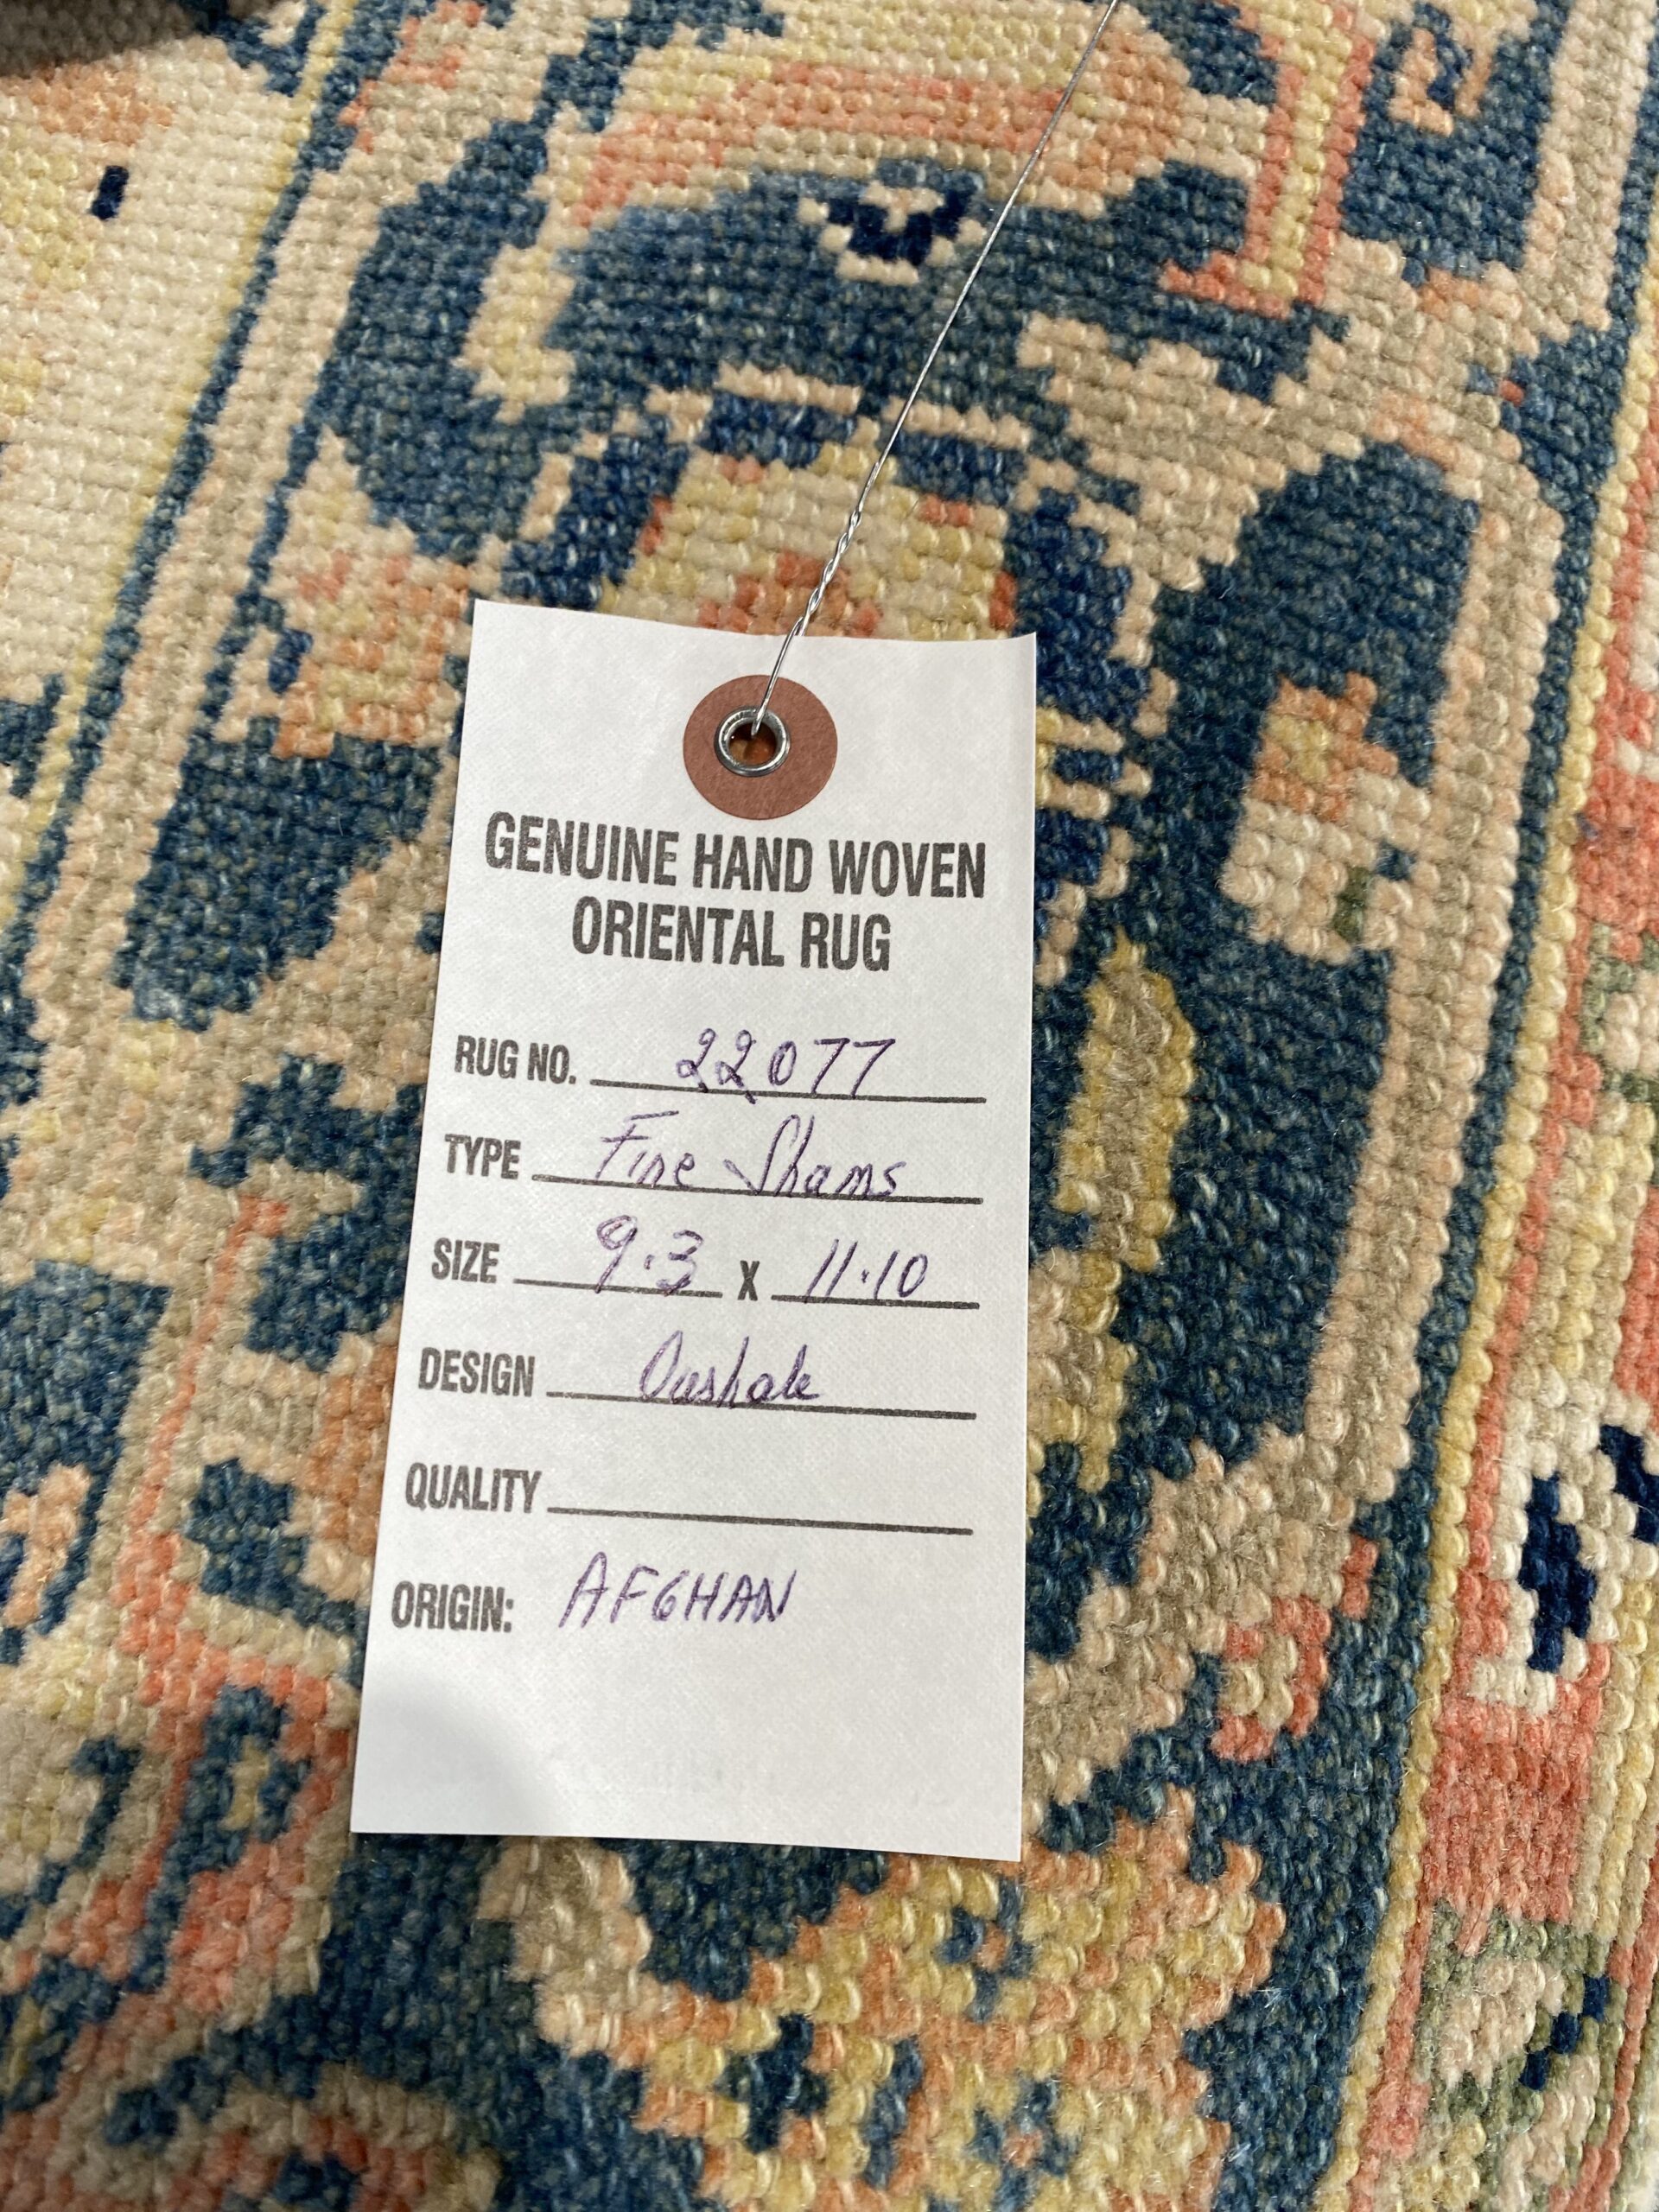 GENUINE HAND WOVEN
ORIENTAL RUG
RUG NO. 22077
TYPE Fine Shams
SIZE 9.3 X 11.10
DESIGN Oushak
QUALITY
ORIGIN: AFGHAN